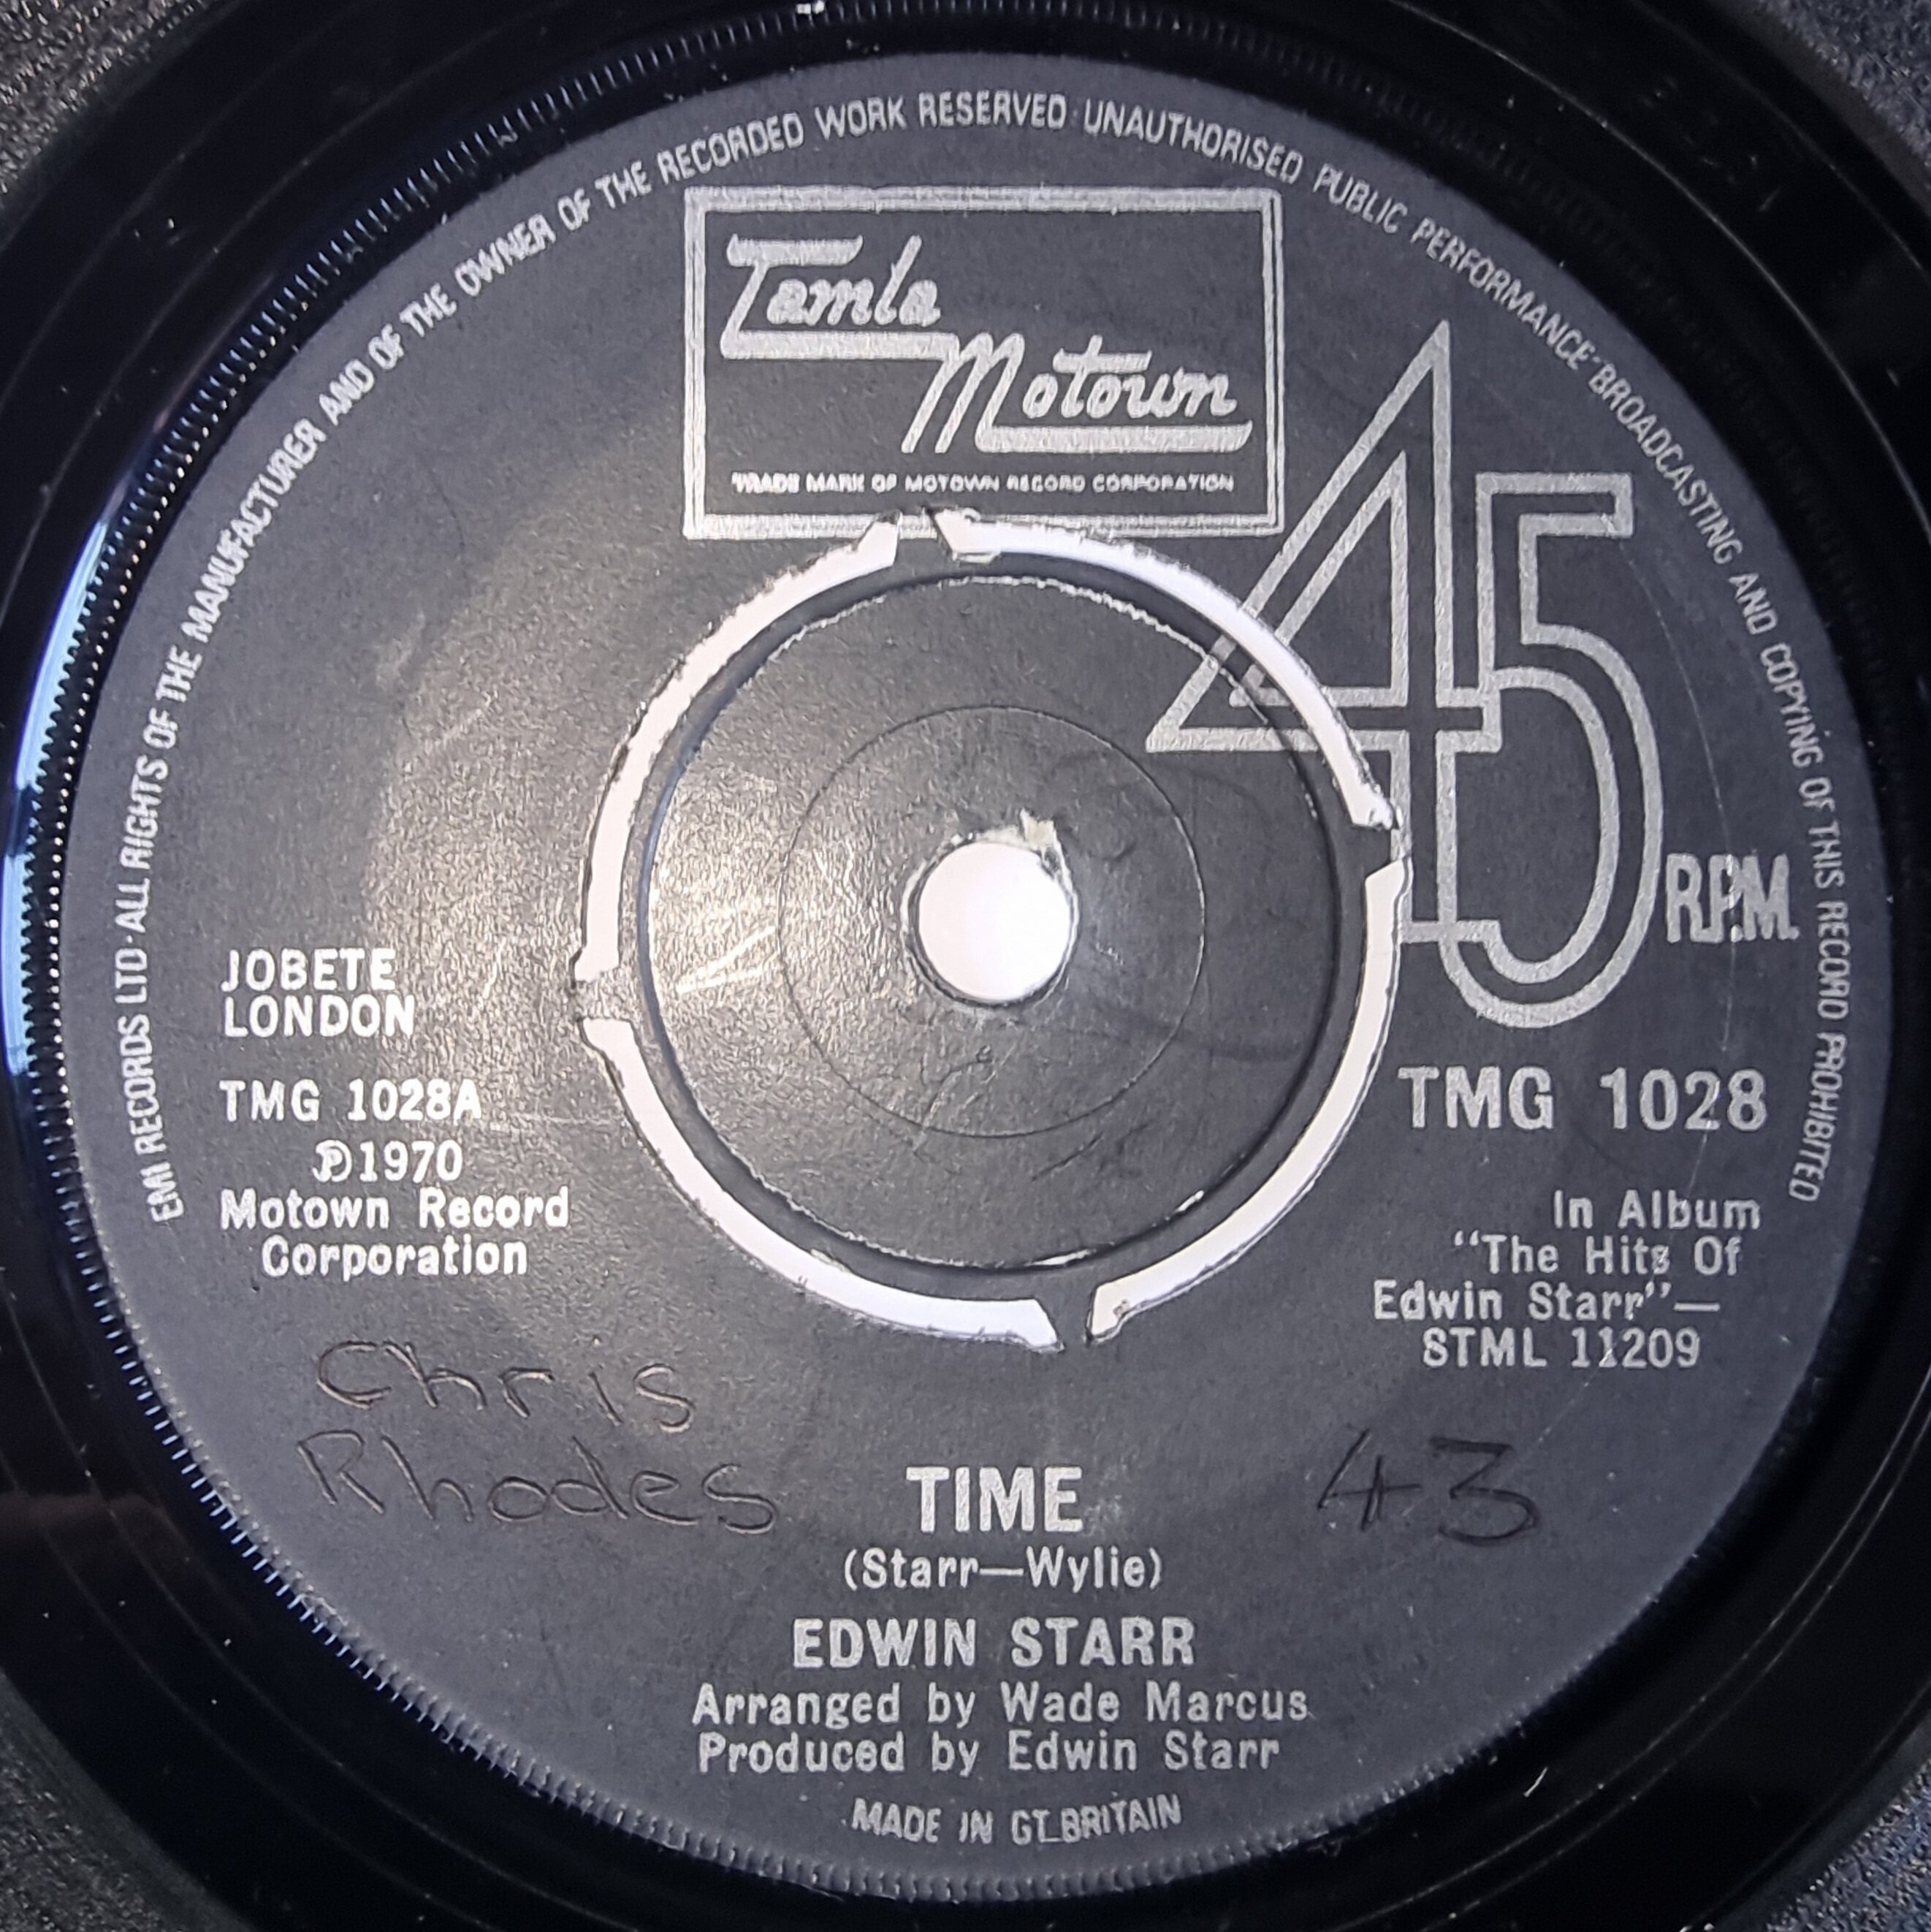 EMI RECORDS LTD·ALL RIGHTS OF THE MANUFACTURER AND OF THE OWNER OF THE RECORDED WORK RESERVED·UNAUTHORISED PUBLIC PERFORMANCE·BROADCASTING AND COPYING OF THIS RECORD PROHIBITED
Tamla
Motown
TRADE MARK OF MOTOWN RECORD CORPORATION
45 R.P.M.
JOBETE
LONDON
TMG 1028A
℗1970
Motown Record
Corporation
TMG 1028
In Album
“The Hits Of
Edwin Starr”—
STML 11209
Chris
Rhodes
43
TIME
(Starr—Wylie)
EDWIN STARR
Arranged by Wade Marcus
Produced by Edwin Starr
MADE IN GT.BRITAIN